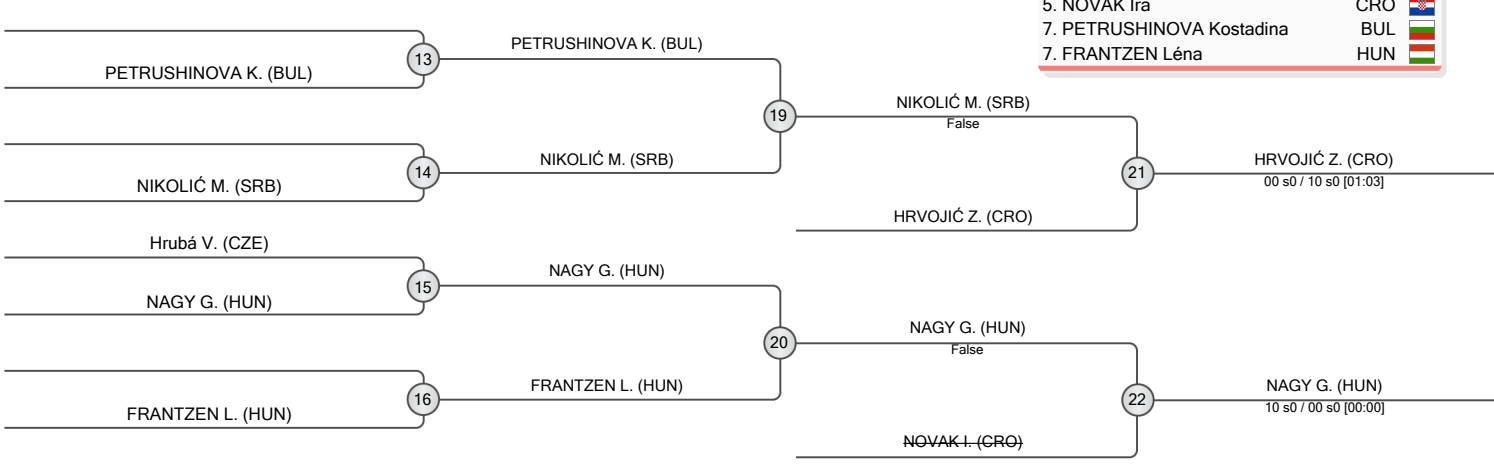 5. NOVAK Ira CRO
7. PETRUSHINOVA Kostadina BUL
7. FRANTZEN Léna HUN
PETRUSHINOVA K. (BUL)
13
PETRUSHINOVA K. (BUL)
19
NIKOLIĆ M. (SRB)
False
NIKOLIĆ M. (SRB)
14
NIKOLIĆ M. (SRB)
21
HRVOJIĆ Z. (CRO)
00 s0 / 10 s0 [01:03]
HRVOJIĆ Z. (CRO)
Hrubá V. (CZE)
15
NAGY G. (HUN)
NAGY G. (HUN)
20
NAGY G. (HUN)
False
FRANTZEN L. (HUN)
16
FRANTZEN L. (HUN)
22
NAGY G. (HUN)
10 s0 / 00 s0 [00:00]
NOVAK I. (CRO)